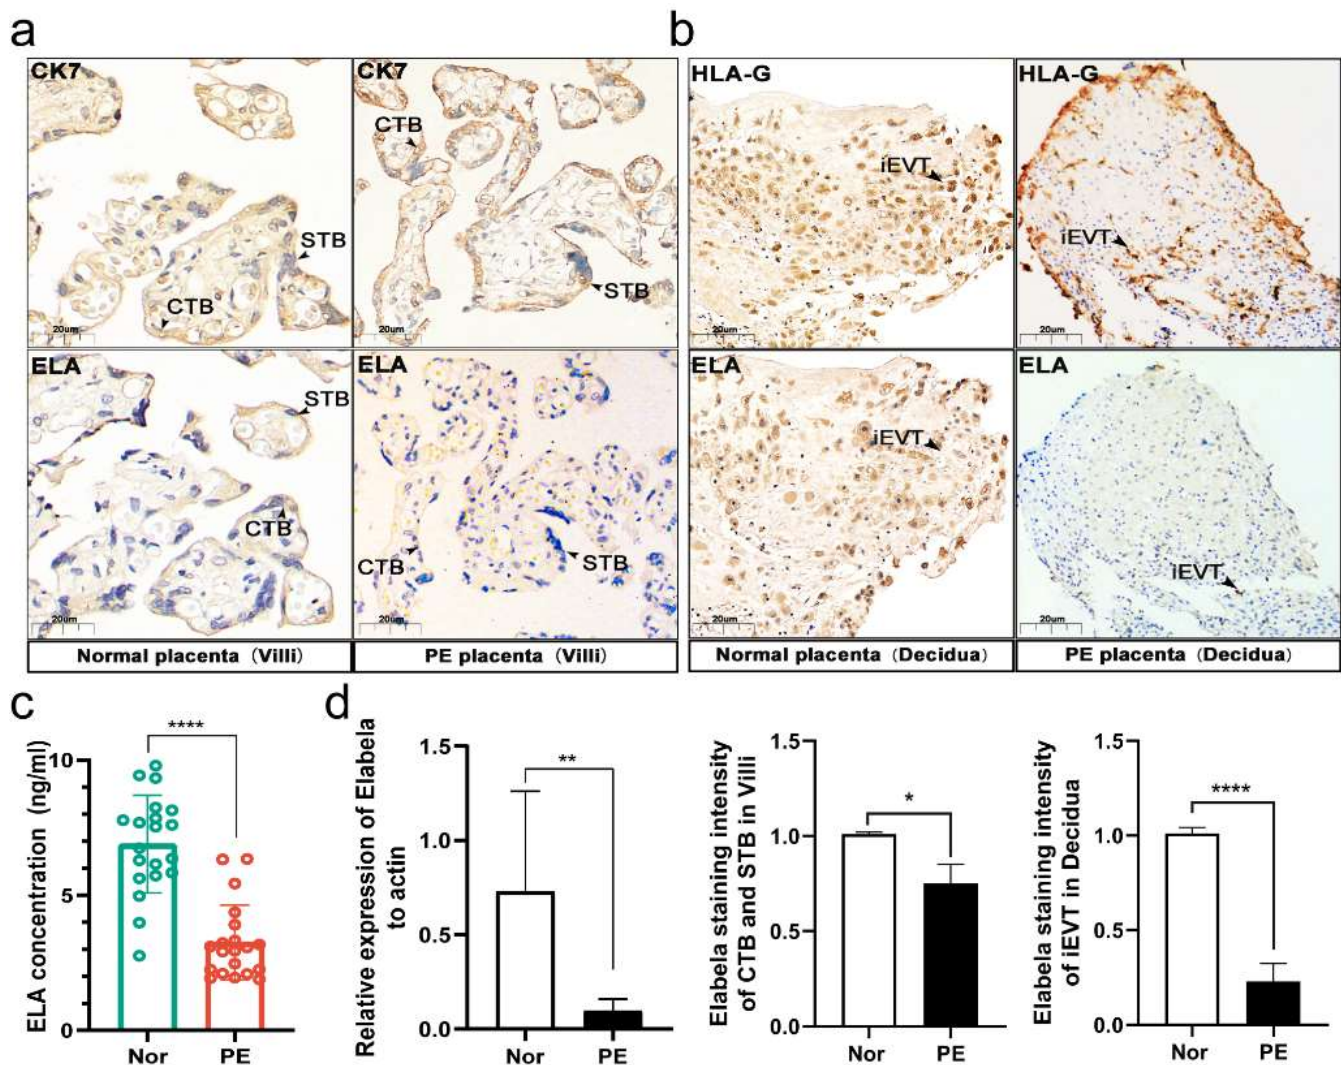 a
b
CK7
CK7
HLA-G
HLA-G
CTB
iEVT
STB
iEVT
CTB
STB
20um
20um
20um
20um
ELA
ELA
ELA
ELA
STB
iEVT
CTB
CTB
STB
iEVT
20um
20um
20um
20um
Normal placenta (Villi)
PE placenta (Villi)
Normal placenta (Decidua)
PE placenta (Decidua)
c
ELA concentration (ng/ml)
10
5
0
****
Nor
PE
d
Relative expression of Elabela
to actin
1.5
1.0
0.5
0.0
**
Nor
PE
Elabela staining intensity
of CTB and STB in Villi
1.5
1.0
0.5
0.0
*
Nor
PE
Elabela staining intensity
of iEVT in Decidua
1.5
1.0
0.5
0.0
****
Nor
PE